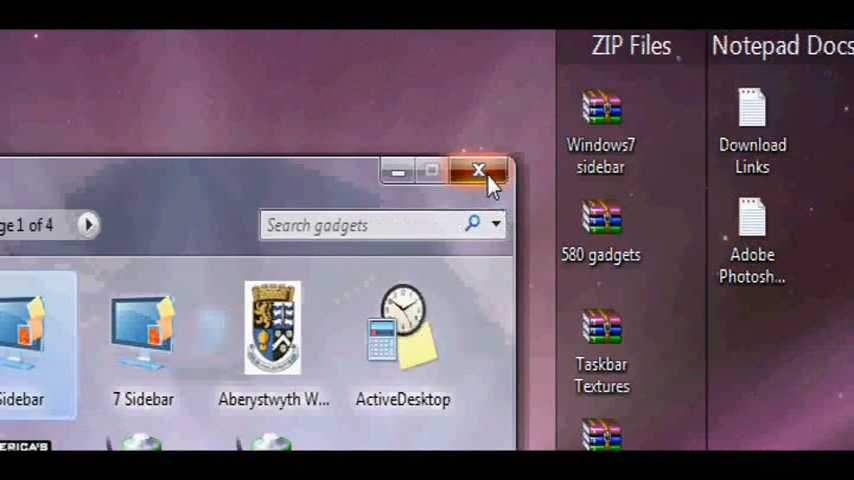 ZIP Files
Notepad Docs
Windows7
sidebar
Download
Links
ge 1 of 4
Search gadgets
580 gadgets
Adobe
Photosh...
Taskbar
Textures
Sidebar
7 Sidebar
Aberystwyth W...
ActiveDesktop
ERICA'S